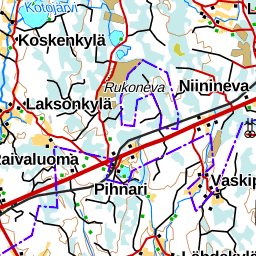 Kotojärvi
Koskenkylä
Rukoneva
Niinineva
Laksonkylä
Raivaluoma
Pihnari
Vaskip